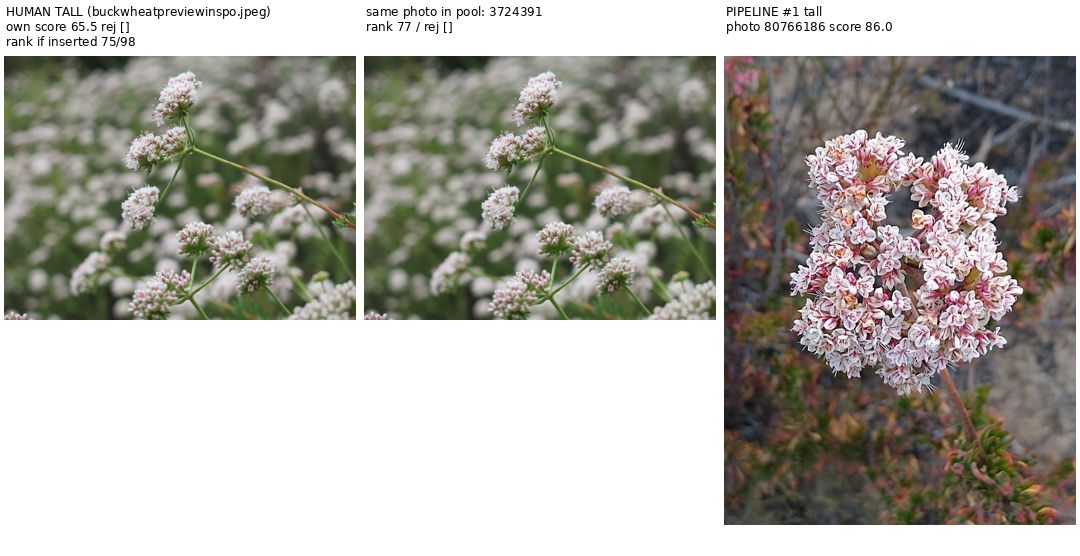 HUMAN TALL (buckwheatpreviewinspo.jpeg)
own score 65.5 rej []
rank if inserted 75/98
same photo in pool: 3724391
rank 77 / rej []
PIPELINE #1 tall
photo 80766186 score 86.0